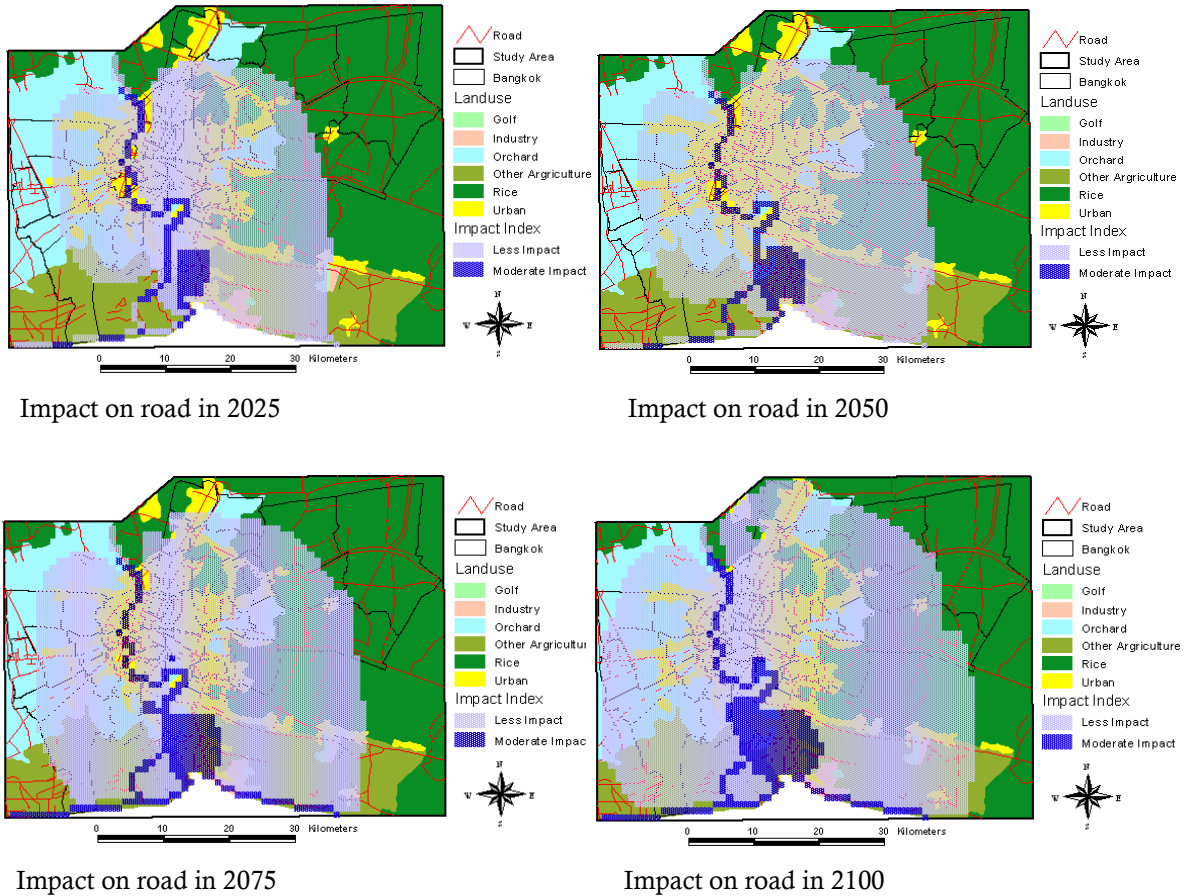 Road
Study Area
Bangkok
Landuse
Golf
Industry
Orchard
Other Argriculture
Rice
Urban
Impact Index
Less Impact
Moderate Impact
N
W E
S
0 10 20 30 Kilometers
Impact on road in 2025
Road
Study Area
Bangkok
Landuse
Golf
Industry
Orchard
Other Argriculture
Rice
Urban
Impact Index
Less Impact
Moderate Impact
N
W E
S
0 10 20 30 Kilometers
Impact on road in 2050
Road
Study Area
Bangkok
Landuse
Golf
Industry
Orchard
Other Argricultur
Rice
Urban
Impact Index
Less Impact
Moderate Impac
N
W E
S
0 10 20 30 Kilometers
Impact on road in 2075
Road
Study Area
Bangkok
Landuse
Golf
Industry
Orchard
Other Argriculture
Rice
Urban
Impact Index
Less Impact
Moderate Impact
N
W E
S
0 10 20 30 Kilometers
Impact on road in 2100